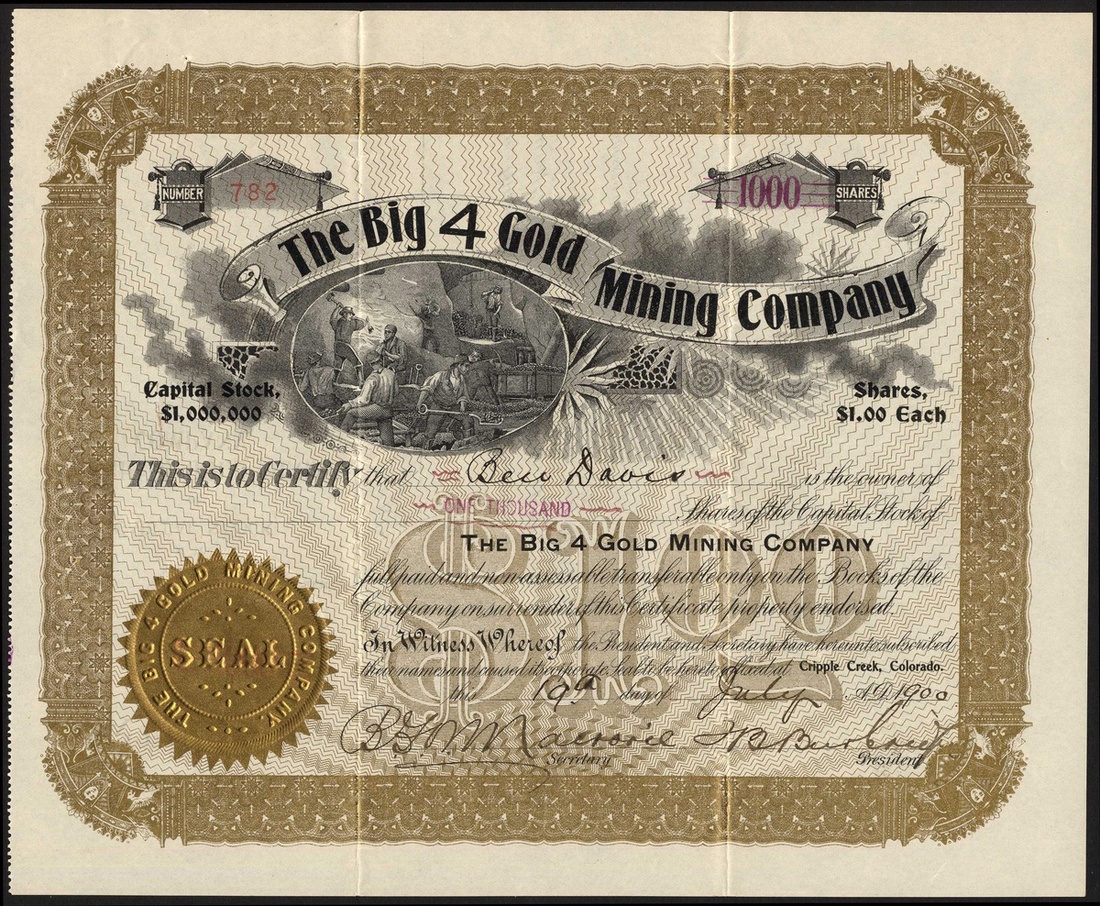 NUMBER 782
1000 SHARES
The Big 4 Gold Mining Company
Capital Stock,
$1,000,000
Shares,
$1.00 Each
This is to Certify that Ben Davis is the owner of
ONE THOUSAND Shares of the Capital Stock of
THE BIG 4 GOLD MINING COMPANY
full paid and non-assessable transferable only on the Books of the
Company on surrender of this Certificate properly endorsed.
In Witness Whereof the President and Secretary have hereunto subscribed
their names and caused its corporate Seal to be hereto affixed at Cripple Creek, Colorado.
this 19th day of July A.D. 1900
Secretary
President
THE BIG 4 GOLD MINING COMPANY.
SEAL
$1.00